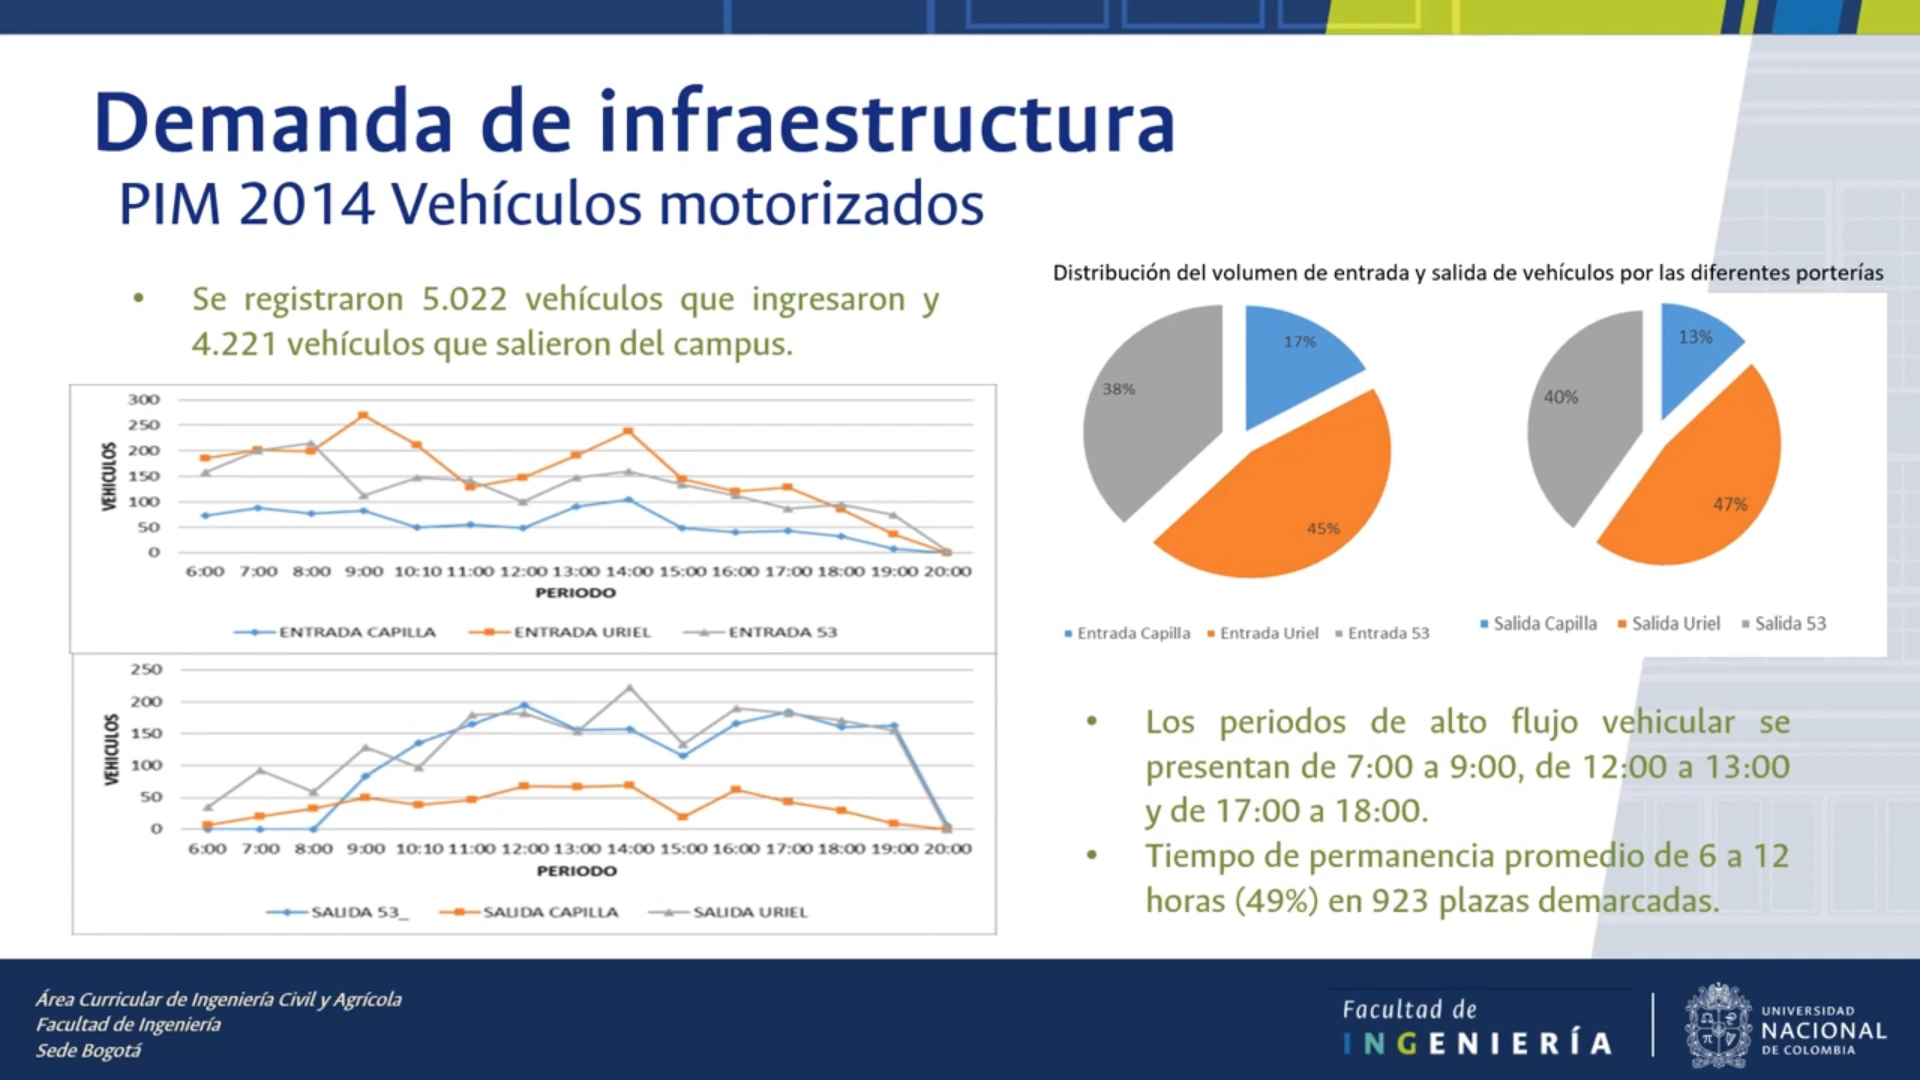 Demanda de infraestructura
PIM 2014 Vehículos motorizados
• Se registraron 5.022 vehículos que ingresaron y
4.221 vehículos que salieron del campus.
300
250
200
150
100
50
0
VEHICULOS
6:00 7:00 8:00 9:00 10:10 11:00 12:00 13:00 14:00 15:00 16:00 17:00 18:00 19:00 20:00
PERIODO
ENTRADA CAPILLA ENTRADA URIEL ENTRADA 53
250
200
150
100
50
0
VEHICULOS
6:00 7:00 8:00 9:00 10:10 11:00 12:00 13:00 14:00 15:00 16:00 17:00 18:00 19:00 20:00
PERIODO
SALIDA 53_ SALIDA CAPILLA SALIDA URIEL
Distribución del volumen de entrada y salida de vehículos por las diferentes porterías
17%
38%
45%
Entrada Capilla Entrada Uriel Entrada 53
13%
40%
47%
Salida Capilla Salida Uriel Salida 53
• Los periodos de alto flujo vehicular se
presentan de 7:00 a 9:00, de 12:00 a 13:00
y de 17:00 a 18:00.
• Tiempo de permanencia promedio de 6 a 12
horas (49%) en 923 plazas demarcadas.
Área Curricular de Ingeniería Civil y Agrícola
Facultad de Ingeniería
Sede Bogotá
Facultad de
INGENIERÍA
UNIVERSIDAD
NACIONAL
DE COLOMBIA